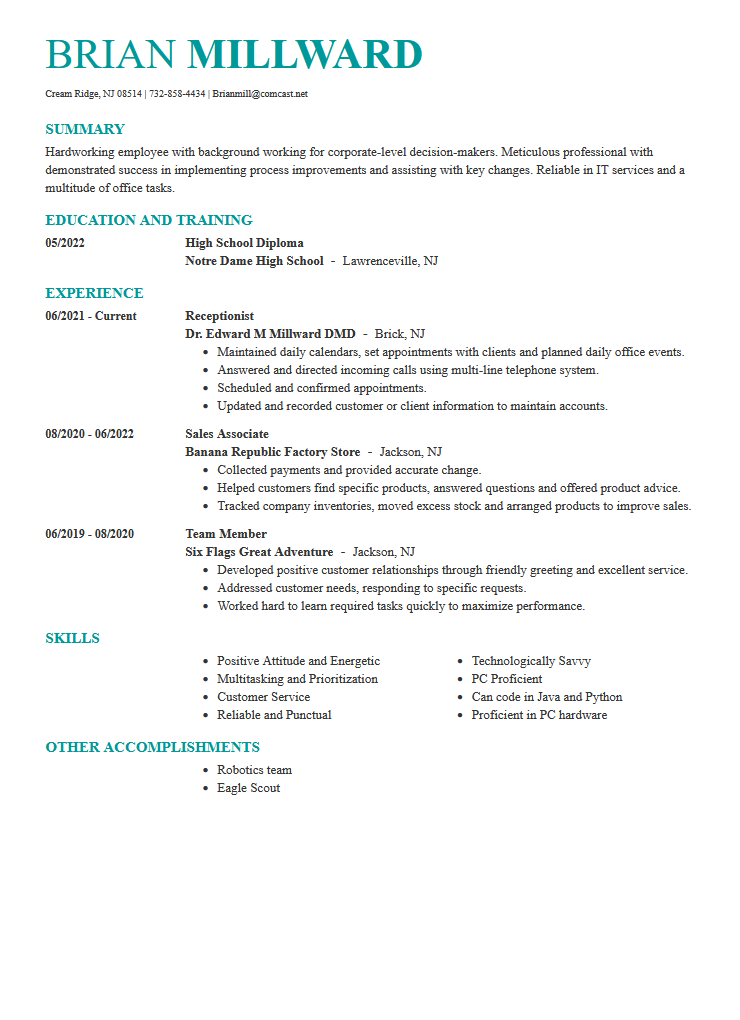 BRIAN MILLWARD
Cream Ridge, NJ 08514 | 732-858-4434 | Brianmill@comcast.net
SUMMARY
Hardworking employee with background working for corporate-level decision-makers. Meticulous professional with
demonstrated success in implementing process improvements and assisting with key changes. Reliable in IT services and a
multitude of office tasks.
EDUCATION AND TRAINING
05/2022 High School Diploma
Notre Dame High School - Lawrenceville, NJ
EXPERIENCE
06/2021 - Current Receptionist
Dr. Edward M Millward DMD - Brick, NJ
• Maintained daily calendars, set appointments with clients and planned daily office events.
• Answered and directed incoming calls using multi-line telephone system.
• Scheduled and confirmed appointments.
• Updated and recorded customer or client information to maintain accounts.
08/2020 - 06/2022 Sales Associate
Banana Republic Factory Store - Jackson, NJ
• Collected payments and provided accurate change.
• Helped customers find specific products, answered questions and offered product advice.
• Tracked company inventories, moved excess stock and arranged products to improve sales.
06/2019 - 08/2020 Team Member
Six Flags Great Adventure - Jackson, NJ
• Developed positive customer relationships through friendly greeting and excellent service.
• Addressed customer needs, responding to specific requests.
• Worked hard to learn required tasks quickly to maximize performance.
SKILLS
• Positive Attitude and Energetic
• Multitasking and Prioritization
• Customer Service
• Reliable and Punctual
• Technologically Savvy
• PC Proficient
• Can code in Java and Python
• Proficient in PC hardware
OTHER ACCOMPLISHMENTS
• Robotics team
• Eagle Scout